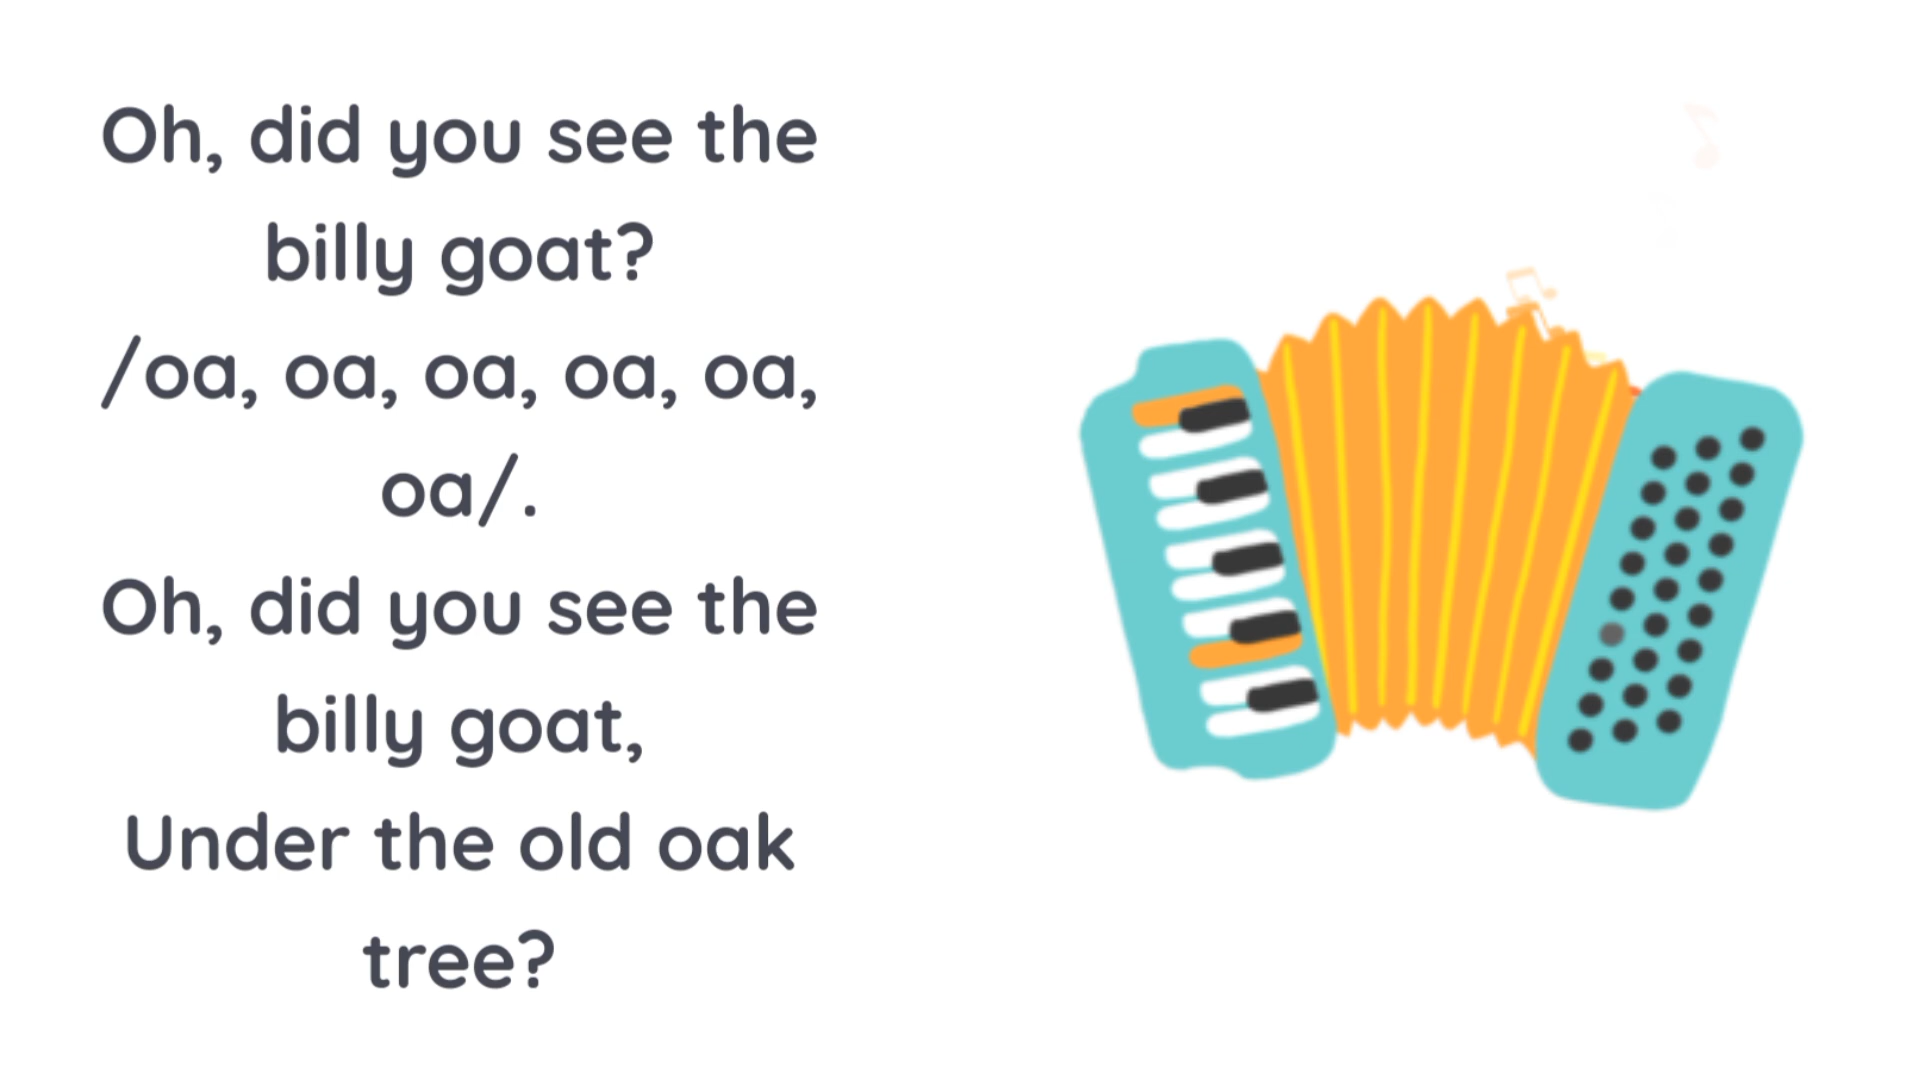 Oh, did you see the
billy goat?
/oa, oa, oa, oa, oa,
oa/.
Oh, did you see the
billy goat,
Under the old oak
tree?